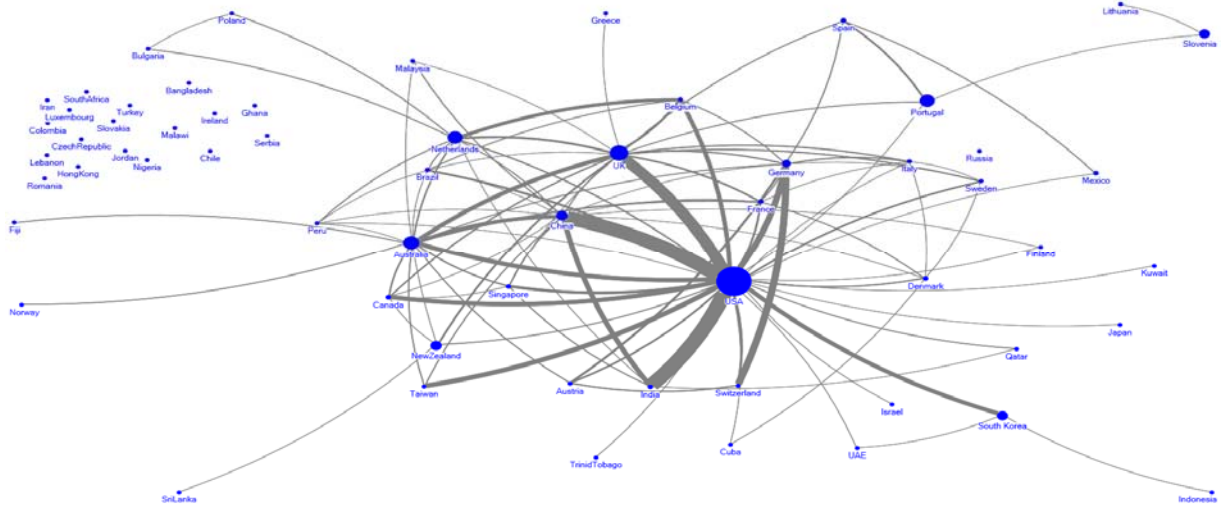 Lithuania
Poland
Greece
Spain
Slovenia
Bulgaria
Malaysia
Bangladesh
SouthAfrica
Iran
Luxembourg
Turkey
Ireland
Ghana
Belgium
Portugal
Colombia
Slovakia
Malawi
Serbia
CzechRepublic
Netherlands
Lebanon
Jordan
Nigeria
Chile
HongKong
Romania
UK
Germany
Russia
Italy
Brazil
Mexico
Sweden
France
Fiji
Peru
China
Australia
Finland
Kuwait
Denmark
Singapore
Canada
USA
Norway
Japan
NewZealand
Qatar
Taiwan
Austria
India
Switzerland
Israel
South Korea
Cuba
UAE
TrinidTobago
SriLanka
Indonesia